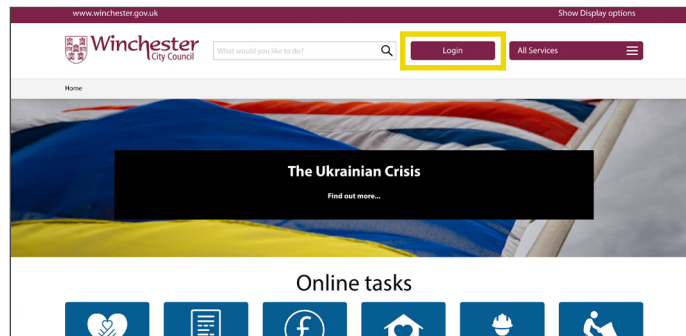 www.winchester.gov.uk
Show Display options
Winchester
City Council
What would you like to do?
Login
All Services
Home
The Ukrainian Crisis
Find out more...
Online tasks